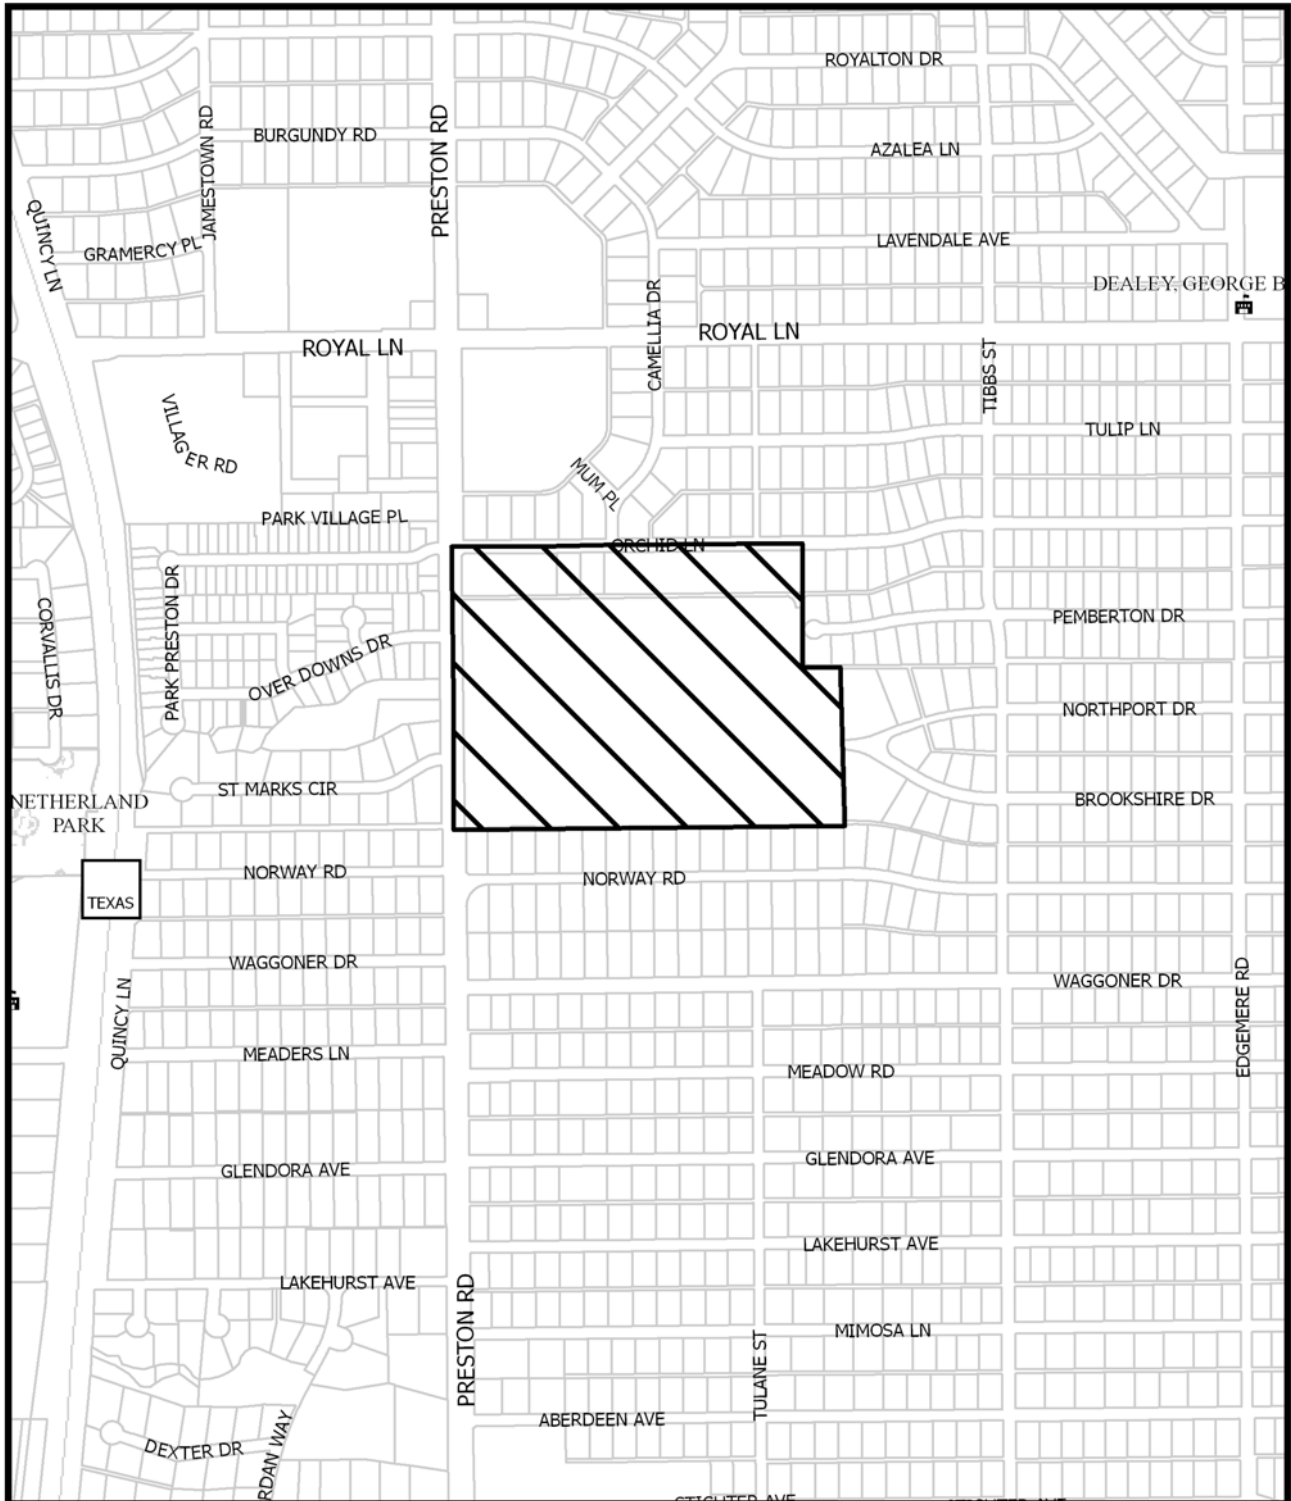 ROYALTON DR
BURGUNDY RD
JAMESTOWN RD
PRESTON RD
AZALEA LN
QUINCY LN
GRAMERCY PL
LAVENDALE AVE
DEALEY, GEORGE B
CAMELLIA DR
ROYAL LN
ROYAL LN
TIBBS ST
VILLAGER RD
TULIP LN
MUM PL
PARK VILLAGE PL
ORCHID LN
CORVALLIS DR
PARK PRESTON DR
OVER DOWNS DR
PEMBERTON DR
NORTHPORT DR
ST MARKS CIR
BROOKSHIRE DR
NETHERLAND
PARK
NORWAY RD
NORWAY RD
TEXAS
WAGGONER DR
WAGGONER DR
QUINCY LN
EDGEMERE RD
MEADERS LN
MEADOW RD
GLENDORA AVE
GLENDORA AVE
LAKEHURST AVE
LAKEHURST AVE
PRESTON RD
MIMOSA LN
TULANE ST
ABERDEEN AVE
DEXTER DR
RDAN WAY